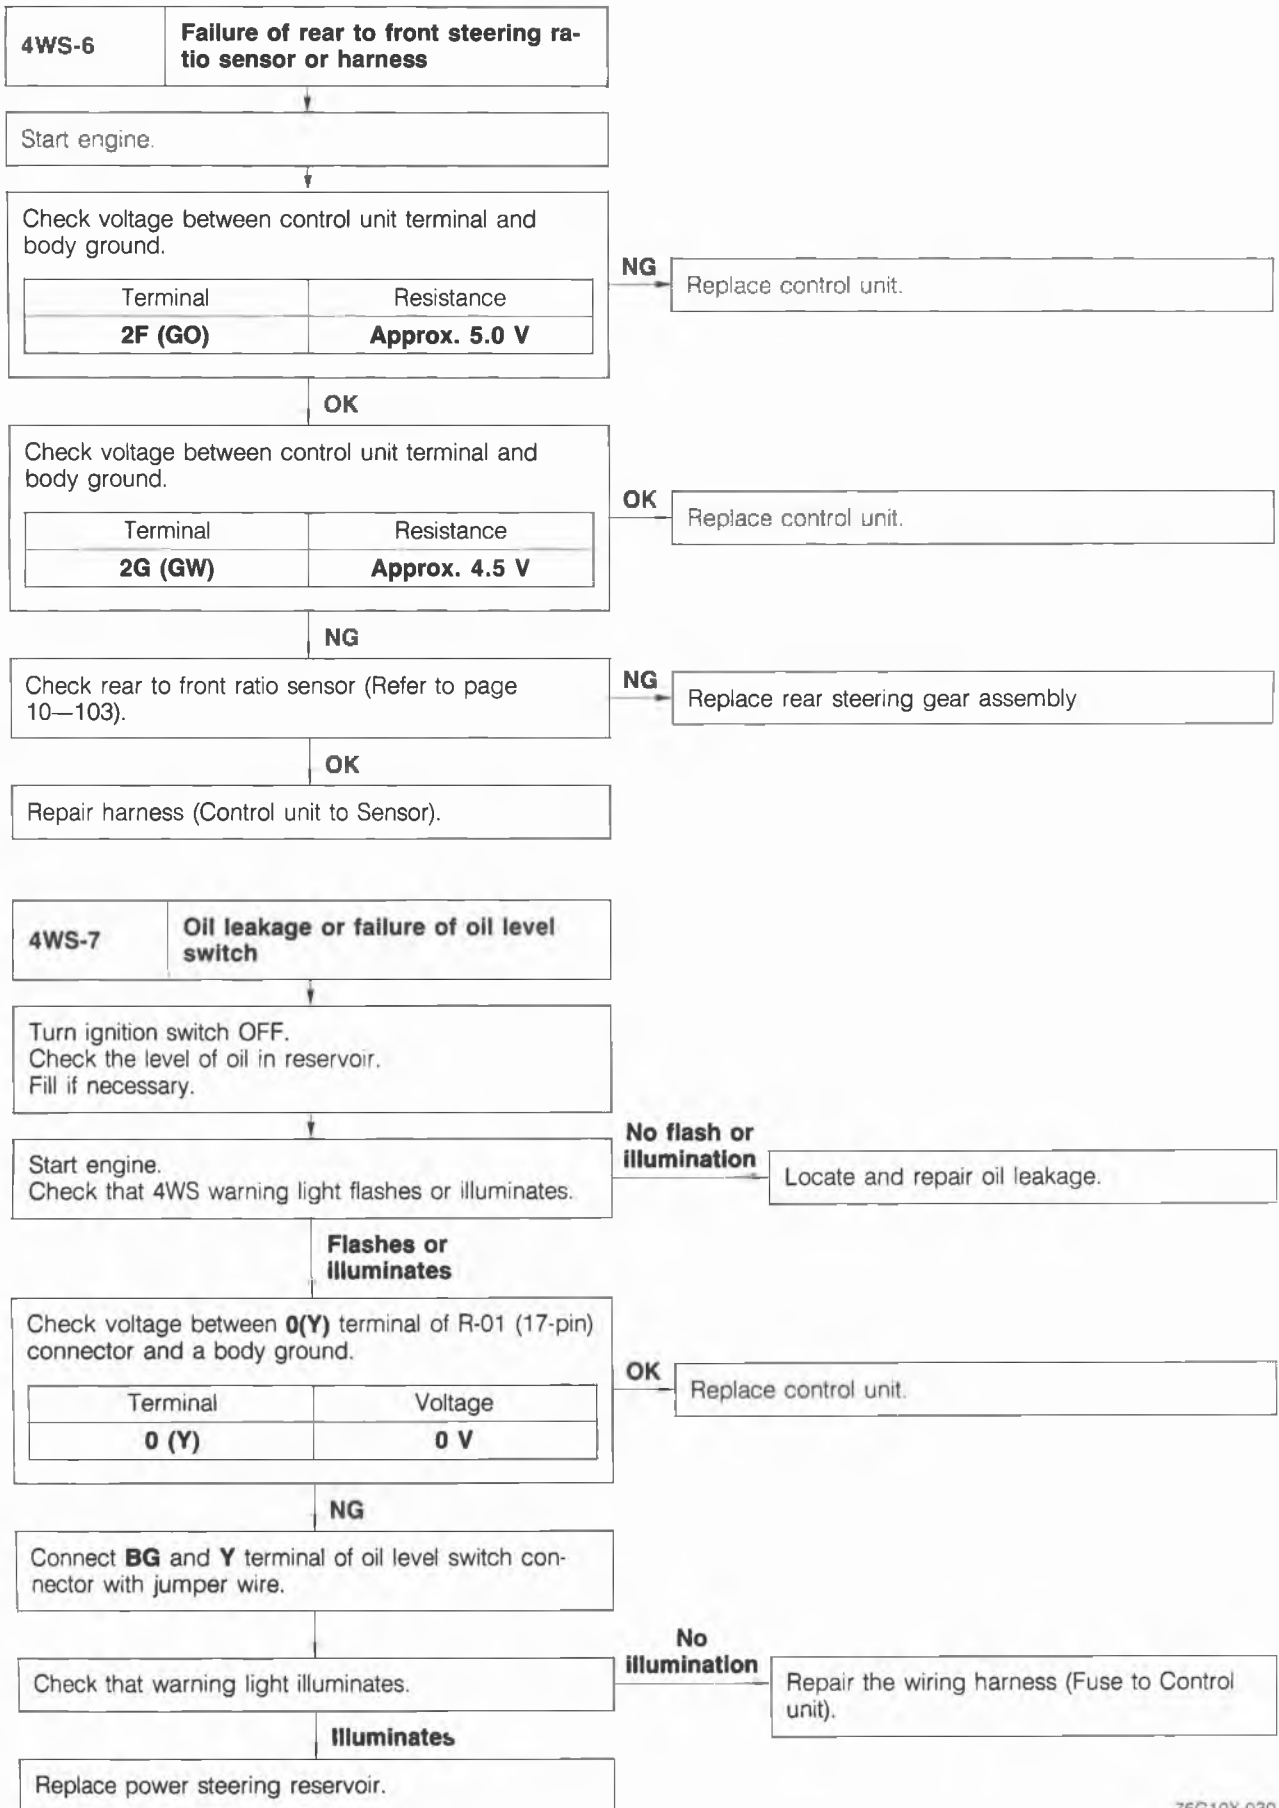 4WS-6
Failure of rear to front steering ra-
tio sensor or harness
Start engine.
Check voltage between control unit terminal and
body ground.
Terminal Resistance
2F (GO) Approx. 5.0 V
NG
Replace control unit.
OK
Check voltage between control unit terminal and
body ground.
Terminal Resistance
2G (GW) Approx. 4.5 V
OK
Replace control unit.
NG
Check rear to front ratio sensor (Refer to page
10—103).
NG
Replace rear steering gear assembly
OK
Repair harness (Control unit to Sensor).
4WS-7
Oil leakage or failure of oil level
switch
Turn ignition switch OFF.
Check the level of oil in reservoir.
Fill if necessary.
Start engine.
Check that 4WS warning light flashes or illuminates.
No flash or
illumination
Locate and repair oil leakage.
Flashes or
illuminates
Check voltage between 0(Y) terminal of R-01 (17-pin)
connector and a body ground.
Terminal Voltage
0 (Y) 0 V
OK
Replace control unit.
NG
Connect BG and Y terminal of oil level switch con-
nector with jumper wire.
Check that warning light illuminates.
No
illumination
Repair the wiring harness (Fuse to Control
unit).
Illuminates
Replace power steering reservoir.